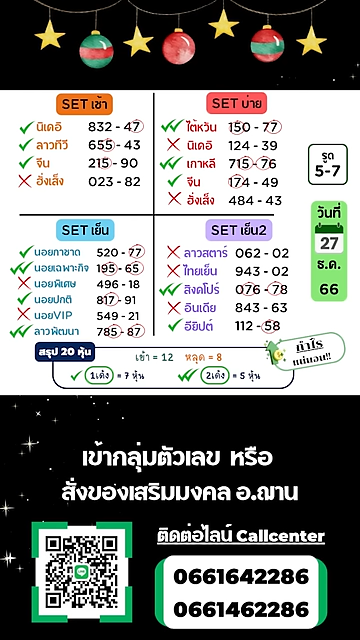 SET เช้า
นิเคอิ 832 - 47
ลาวทีวี 655 - 43
จีน 215 - 90
ฮั่งเส็ง 023 - 82
SET บ่าย
ไต้หวัน 150 - 77
นิเคอิ 124 - 39
เกาหลี 715 - 76
จีน 174 - 49
ฮั่งเส็ง 484 - 43
รูด
5-7
วันที่
27
ธ.ค.
66
SET เย็น
นอยกาชาด 520 - 77
นอยเฉพาะกิจ 195 - 65
นอยพิเศษ 496 - 18
นอยปกติ 817 - 91
นอยVIP 549 - 21
ลาวพัฒนา 785 - 87
SET เย็น2
ลาวสตาร์ 062 - 02
ไทยเย็น 943 - 02
สิงคโปร์ 076 - 78
อินเดีย 843 - 63
อียิปต์ 112 - 58
สรุป 20 หุ้น
เข้า = 12 หลุด = 8
1เด้ง = 7 หุ้น 2เด้ง = 5 หุ้น
กำไร
แน่นอน!!
เข้ากลุ่มตัวเลข หรือ
สั่งของเสริมมงคล อ.ฌาน
ติดต่อไลน์ Callcenter
0661642286
0661462286